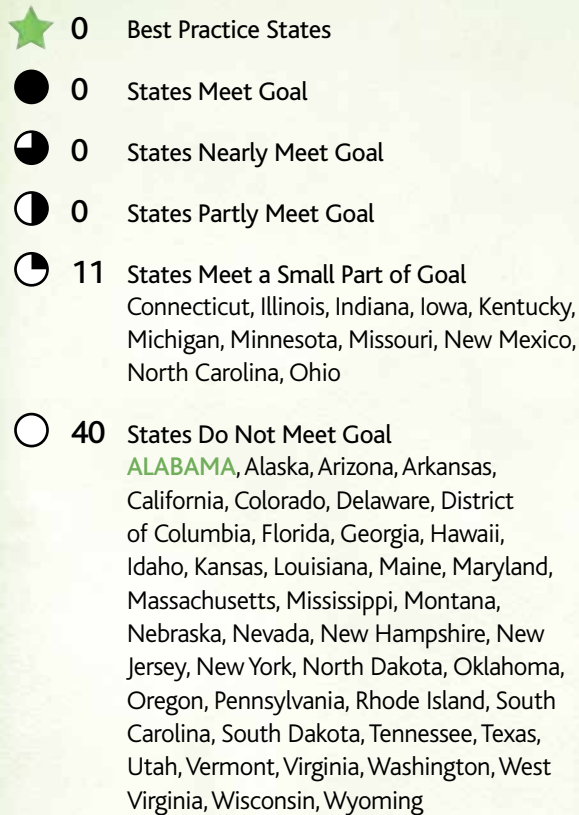 0 Best Practice States
0 States Meet Goal
0 States Nearly Meet Goal
0 States Partly Meet Goal
11 States Meet a Small Part of Goal
Connecticut, Illinois, Indiana, Iowa, Kentucky,
Michigan, Minnesota, Missouri, New Mexico,
North Carolina, Ohio
40 States Do Not Meet Goal
ALABAMA, Alaska, Arizona, Arkansas,
California, Colorado, Delaware, District
of Columbia, Florida, Georgia, Hawaii,
Idaho, Kansas, Louisiana, Maine, Maryland,
Massachusetts, Mississippi, Montana,
Nebraska, Nevada, New Hampshire, New
Jersey, New York, North Dakota, Oklahoma,
Oregon, Pennsylvania, Rhode Island, South
Carolina, South Dakota, Tennessee, Texas,
Utah, Vermont, Virginia, Washington, West
Virginia, Wisconsin, Wyoming